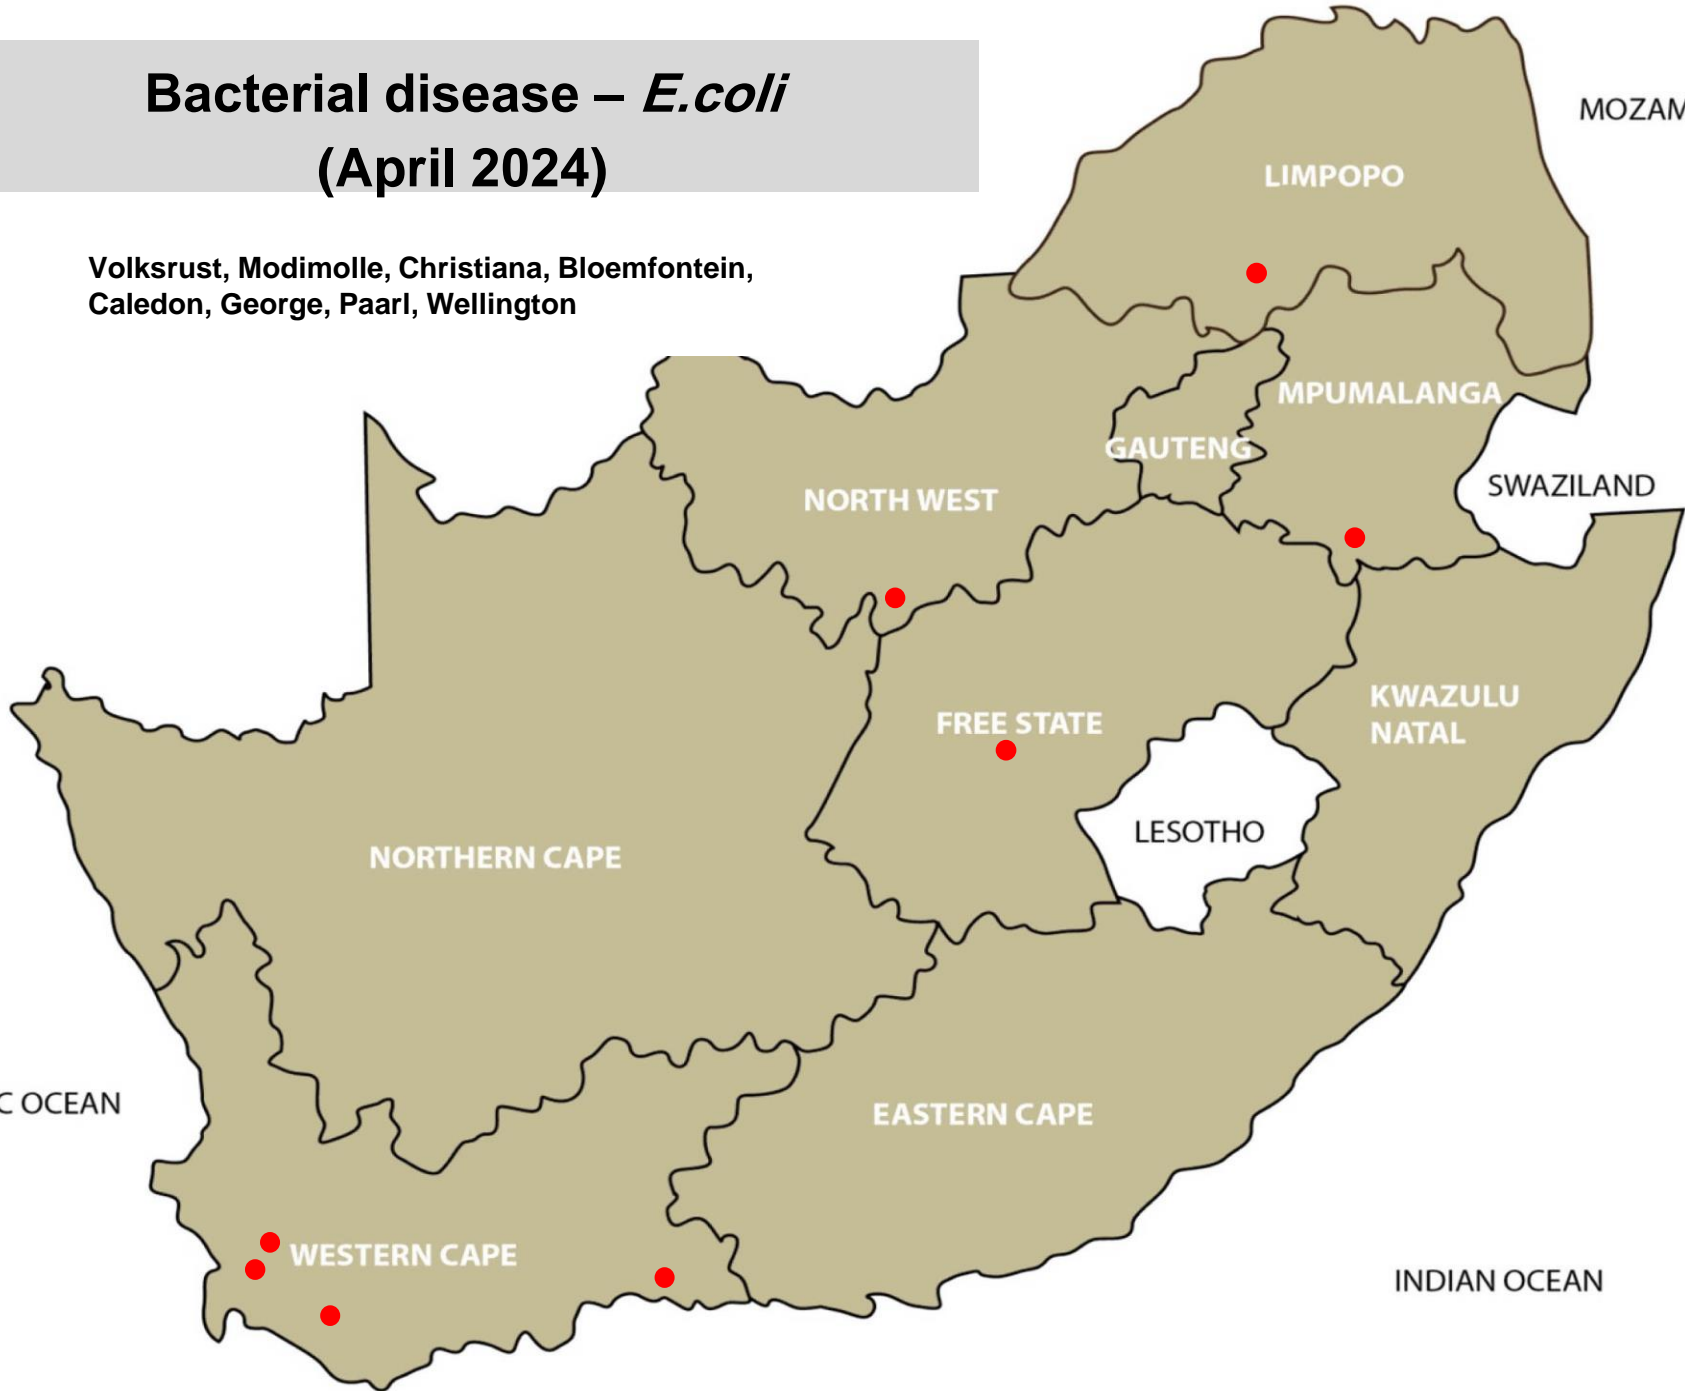 Bacterial disease – E.coli
(April 2024)
Volksrust, Modimolle, Christiana, Bloemfontein,
Caledon, George, Paarl, Wellington
MOZAM
LIMPOPO
MPUMALANGA
GAUTENG
SWAZILAND
NORTH WEST
KWAZULU
NATAL
FREE STATE
LESOTHO
NORTHERN CAPE
C OCEAN
EASTERN CAPE
WESTERN CAPE
INDIAN OCEAN